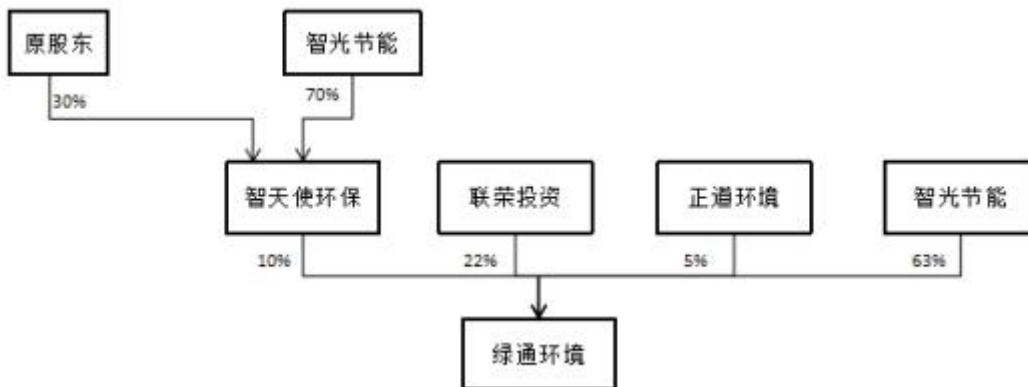 原股东
智光节能
30%
70%
智天使环保
联荣投资
正道环境
智光节能
10%
22%
5%
63%
绿通环境